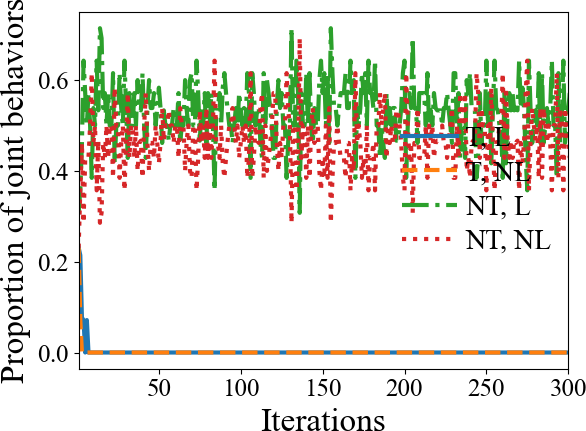 Proportion of joint behaviors
0.6
0.4
0.2
0.0
T, L
T, NL
NT, L
NT, NL
50 100 150 200 250 300
Iterations